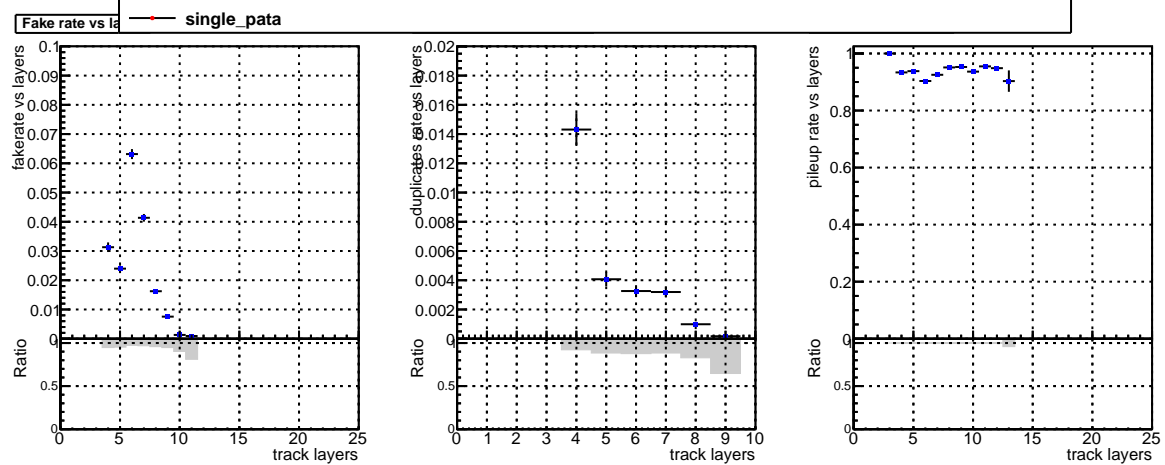 Fake rate vs la
single_pata
fakerate vs layers
0.1
0.09
0.08
0.07
0.06
0.05
0.04
0.03
0.02
0.01
0
Ratio
0.5
0
0 5 10 15 20 25
track layers
duplicates rate vs layers
0.02
0.018
0.016
0.014
0.012
0.01
0.008
0.006
0.004
0.002
0
Ratio
0.5
0
0 1 2 3 4 5 6 7 8 9 10
track layers
pileup rate vs layers
1
0.8
0.6
0.4
0.2
0
Ratio
0.5
0
0 5 10 15 20 25
track layers